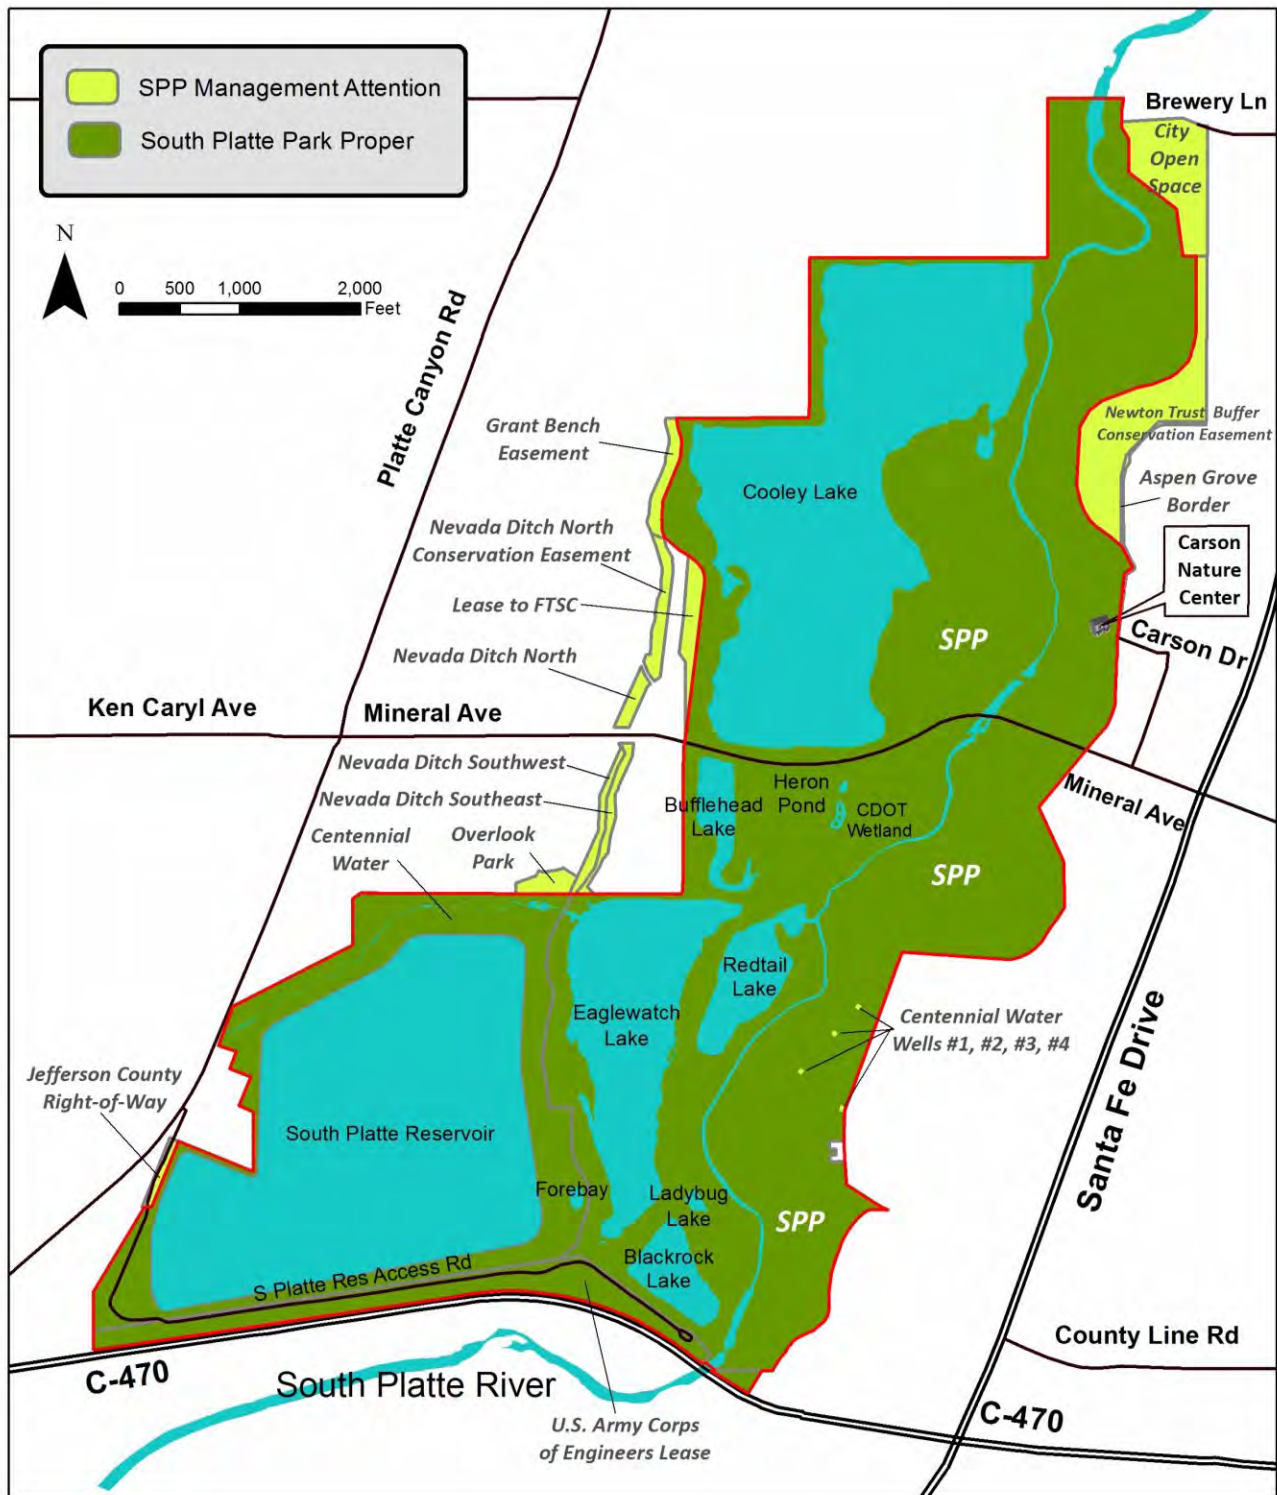 SPP Management Attention
South Platte Park Proper
N
0 500 1,000 2,000
Feet
Brewery Ln
City
Open
Space
Platte Canyon Rd
Grant Bench
Easement
Newton Trust Buffer
Conservation Easement
Aspen Grove
Border
Cooley Lake
Nevada Ditch North
Conservation Easement
Carson
Nature
Center
Lease to FTSC
SPP
Carson Dr
Nevada Ditch North
Ken Caryl Ave
Mineral Ave
Nevada Ditch Southwest
Nevada Ditch Southeast
Heron
Pond
Bufflehead
Lake
CDOT
Wetland
Mineral Ave
Centennial
Water
Overlook
Park
SPP
Redtail
Lake
Eaglewatch
Lake
Centennial Water
Wells #1, #2, #3, #4
Santa Fe Drive
Jefferson County
Right-of-Way
South Platte Reservoir
Forebay
Ladybug
Lake
SPP
Blackrock
Lake
S Platte Res Access Rd
County Line Rd
C-470
South Platte River
C-470
U.S. Army Corps
of Engineers Lease